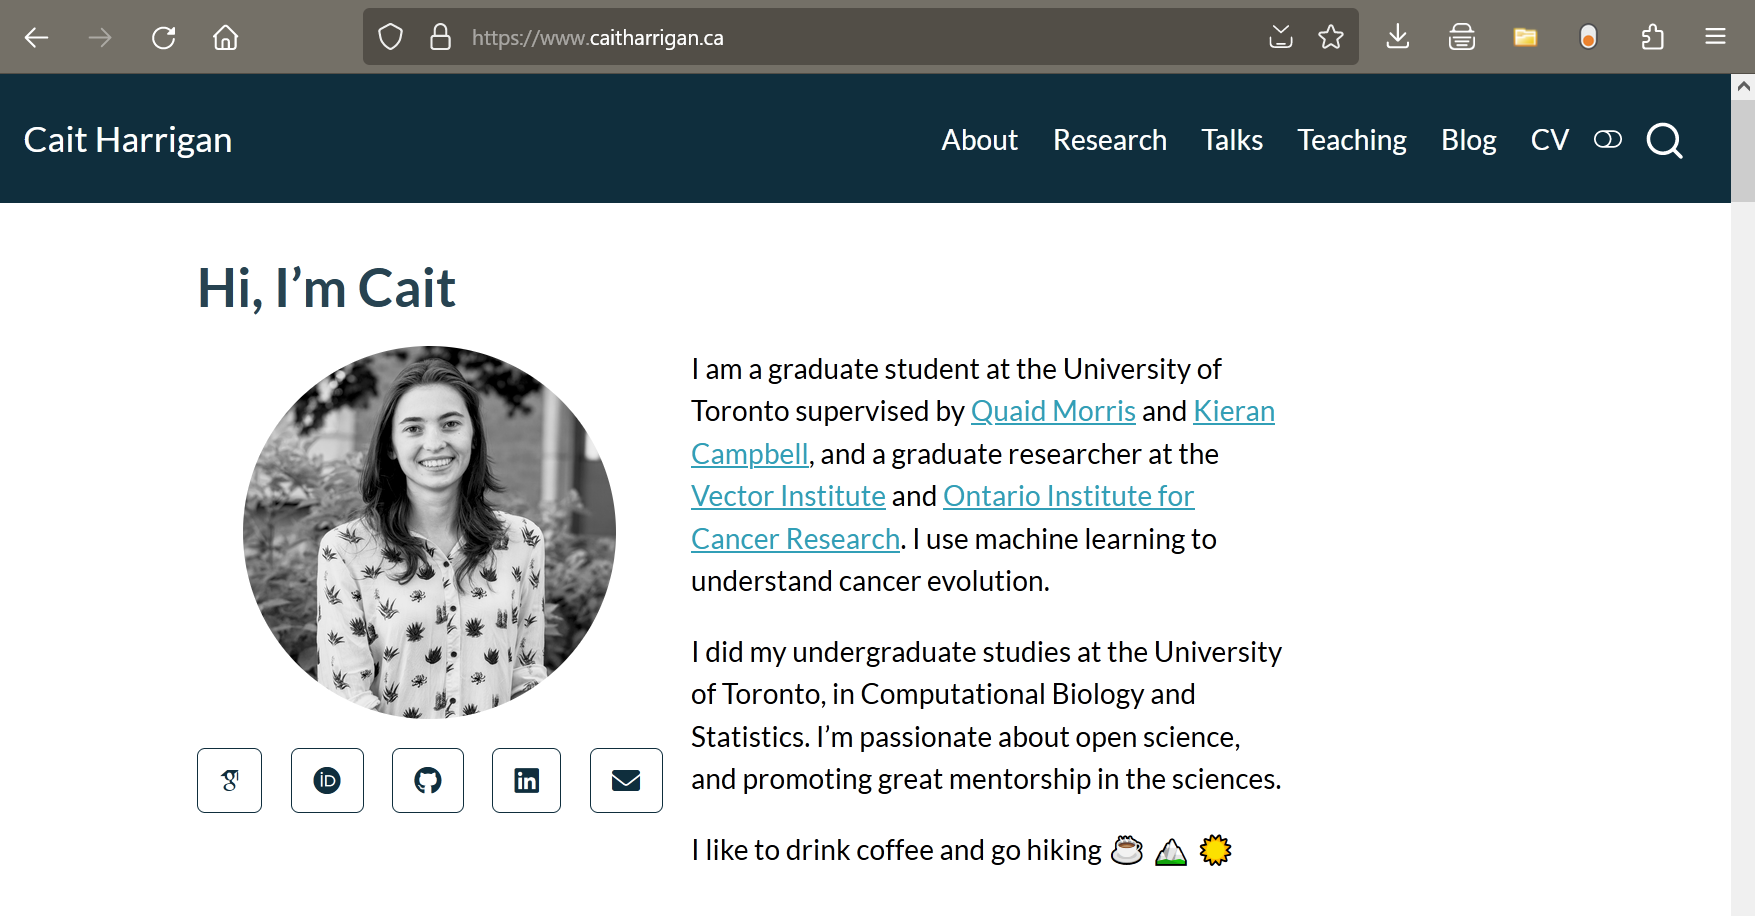 https://www.caitharrigan.ca
Cait Harrigan
About Research Talks Teaching Blog CV
Hi, I’m Cait
I am a graduate student at the University of
Toronto supervised by Quaid Morris and Kieran
Campbell, and a graduate researcher at the
Vector Institute and Ontario Institute for
Cancer Research. I use machine learning to
understand cancer evolution.
I did my undergraduate studies at the University
of Toronto, in Computational Biology and
Statistics. I’m passionate about open science,
and promoting great mentorship in the sciences.
I like to drink coffee and go hiking ☕ ⛰️ ☀️
g iD in